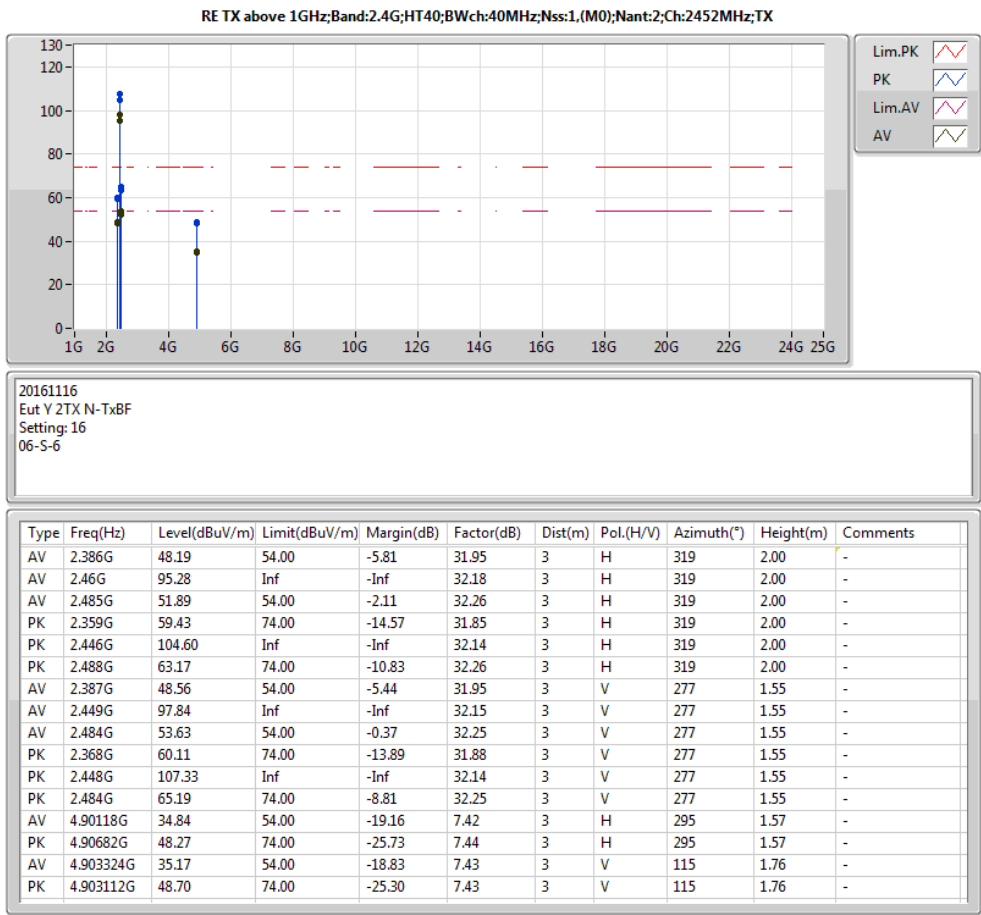 RE TX above 1GHz;Band:2.4G;HT40;BWch:40MHz;Nss:1,(M0);Nant:2;Ch:2452MHz;TX
130
120
100
80
60
40
20
0
1G 2G 4G 6G 8G 10G 12G 14G 16G 18G 20G 22G 24G 25G
Lim.PK
PK
Lim.AV
AV
20161116
Eut Y 2TX N-TxBF
Setting: 16
06-S-6
Type Freq(Hz) Level(dBuV/m) Limit(dBuV/m) Margin(dB) Factor(dB) Dist(m) Pol.(H/V) Azimuth(°) Height(m) Comments
AV 2.386G 48.19 54.00 -5.81 31.95 3 H 319 2.00 -
AV 2.46G 95.28 Inf -Inf 32.18 3 H 319 2.00 -
AV 2.485G 51.89 54.00 -2.11 32.26 3 H 319 2.00 -
PK 2.359G 59.43 74.00 -14.57 31.85 3 H 319 2.00 -
PK 2.446G 104.60 Inf -Inf 32.14 3 H 319 2.00 -
PK 2.488G 63.17 74.00 -10.83 32.26 3 H 319 2.00 -
AV 2.387G 48.56 54.00 -5.44 31.95 3 V 277 1.55 -
AV 2.449G 97.84 Inf -Inf 32.15 3 V 277 1.55 -
AV 2.484G 53.63 54.00 -0.37 32.25 3 V 277 1.55 -
PK 2.368G 60.11 74.00 -13.89 31.88 3 V 277 1.55 -
PK 2.448G 107.33 Inf -Inf 32.14 3 V 277 1.55 -
PK 2.484G 65.19 74.00 -8.81 32.25 3 V 277 1.55 -
AV 4.90118G 34.84 54.00 -19.16 7.42 3 H 295 1.57 -
PK 4.90682G 48.27 74.00 -25.73 7.44 3 H 295 1.57 -
AV 4.903324G 35.17 54.00 -18.83 7.43 3 V 115 1.76 -
PK 4.903112G 48.70 74.00 -25.30 7.43 3 V 115 1.76 -